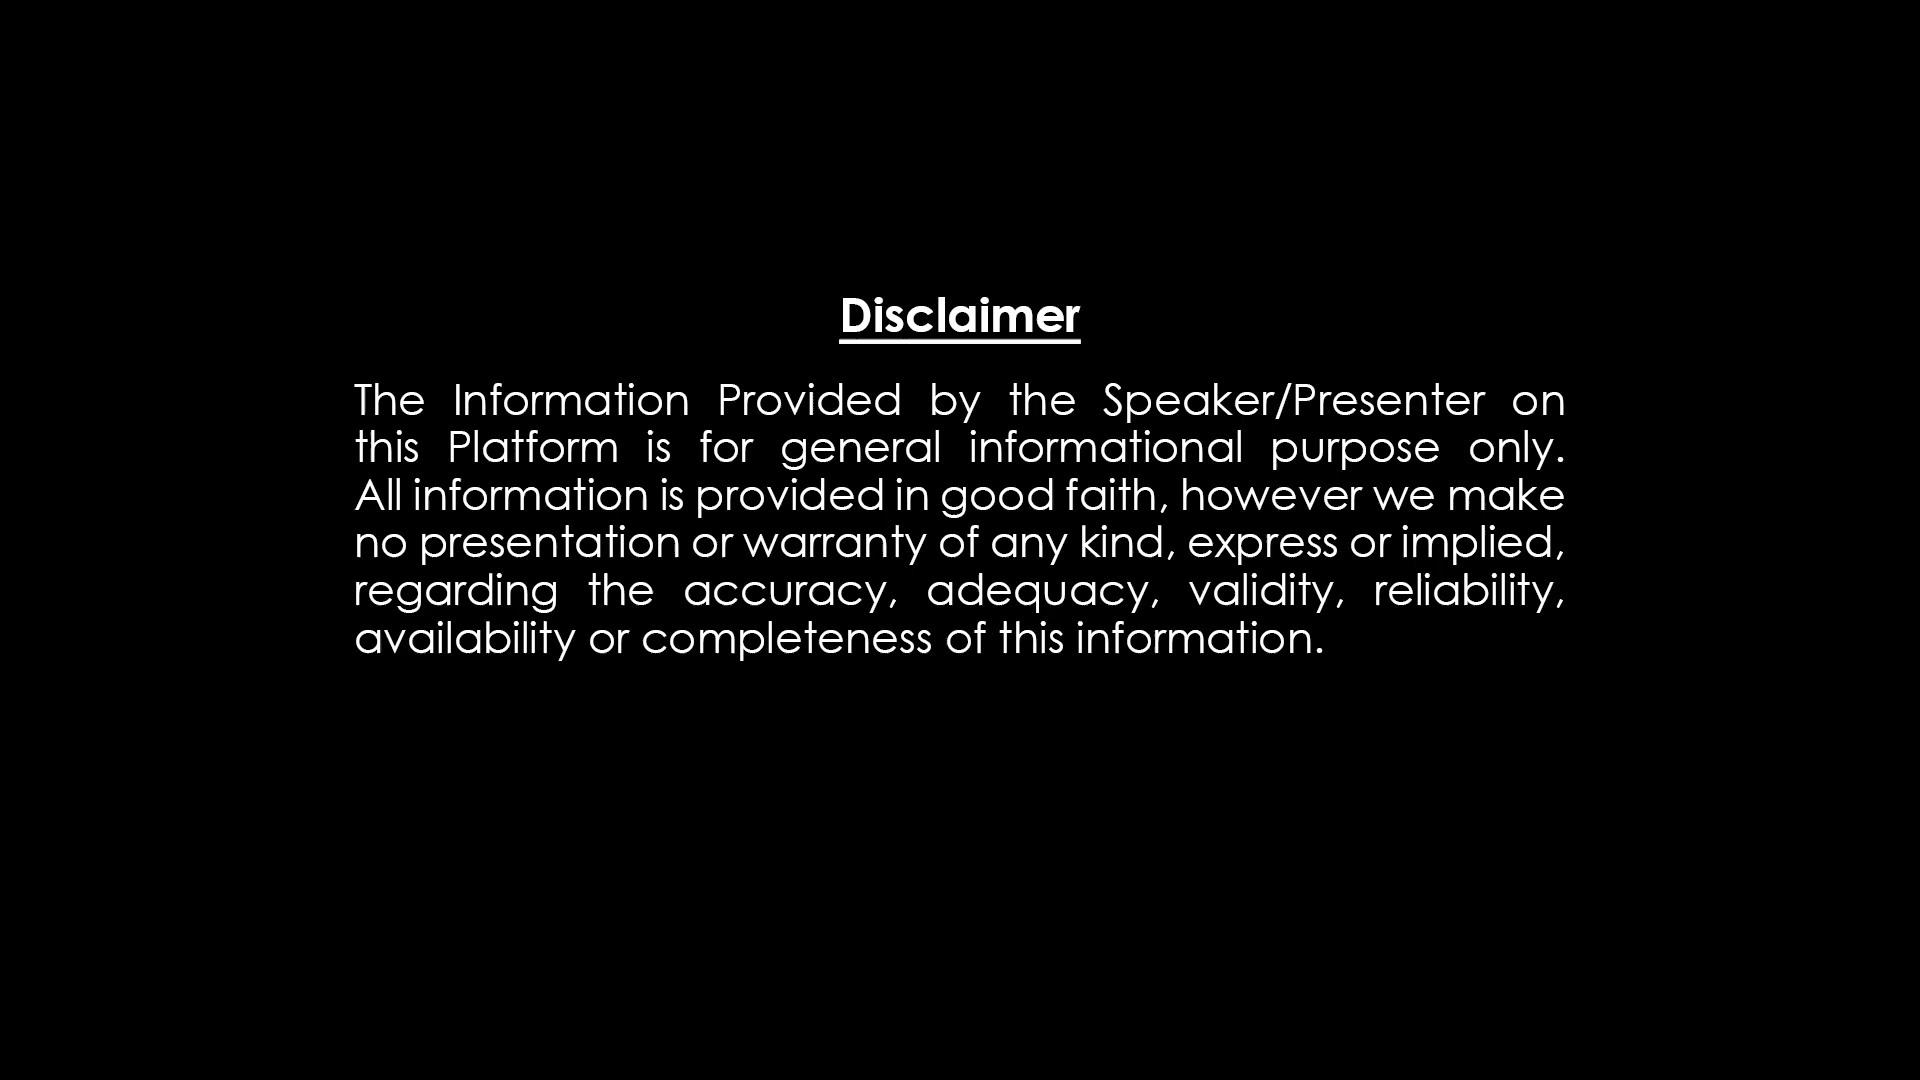 Disclaimer
The Information Provided by the Speaker/Presenter on
this Platform is for general informational purpose only.
All information is provided in good faith, however we make
no presentation or warranty of any kind, express or implied,
regarding the accuracy, adequacy, validity, reliability,
availability or completeness of this information.